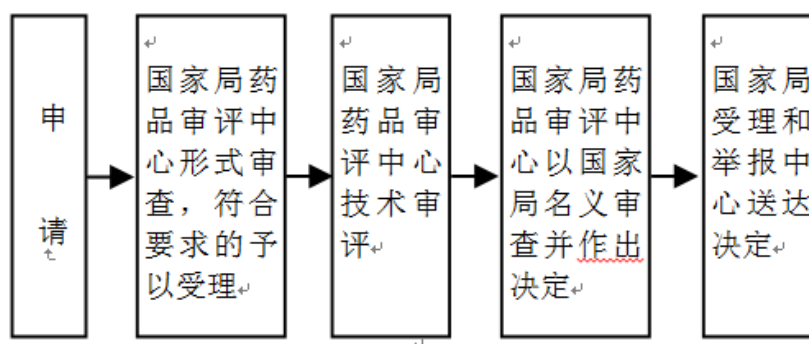 申
请
国家局药
品审评中
心形式审
查，符合
要求的予
以受理
国家局
药品审
评中心
技术审
评
国家局药
品审评中
心以国家
局名义审
查并作出
决定
国家局
受理和
举报中
心送达
决定